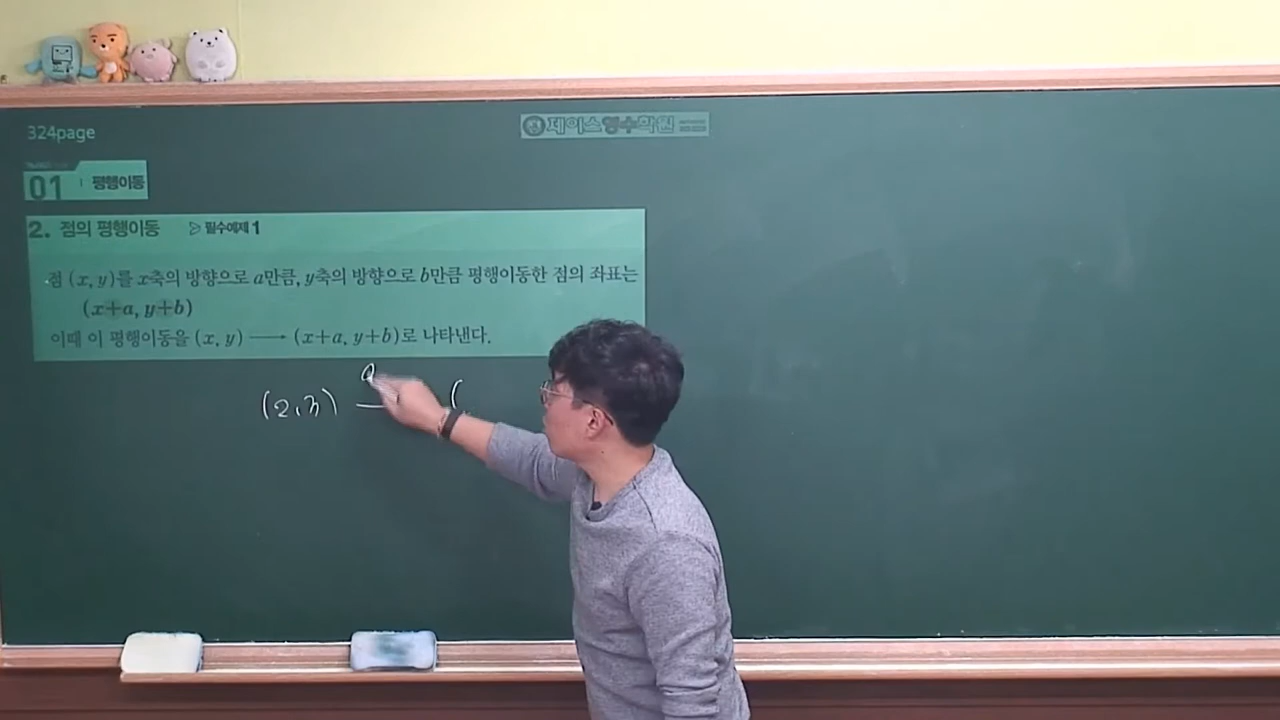 324page
제이스영수학원
01 평행이동
2. 점의 평행이동 ▷ 필수예제 1
점 (x, y)를 x축의 방향으로 a만큼, y축의 방향으로 b만큼 평행이동한 점의 좌표는
(x+a, y+b)
이때 이 평행이동을 (x, y) ⟶ (x+a, y+b)로 나타낸다.
a
(2,3) — (